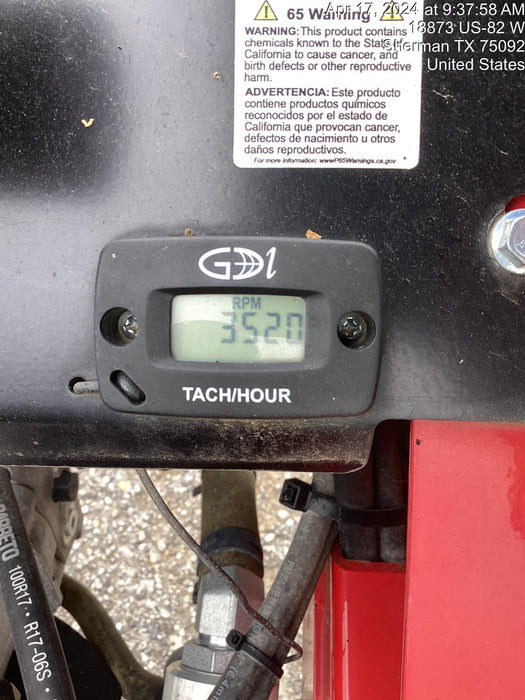 Apr 17, 2024 at 9:37:58 AM
18873 US-82 W
Sherman TX 75092
United States
65 Warning
WARNING: This product contains
chemicals known to the State of
California to cause cancer, and
birth defects or other reproductive
harm.
ADVERTENCIA: Este producto
contiene productos químicos
reconocidos por el estado de
California que provocan cancer,
defectos de nacimiento u otros
daños reproductivos.
For more information: www.P65Warnings.ca.gov
GDI
RPM
3520
TACH/HOUR
BARRETO 100R17 • R17-06S •